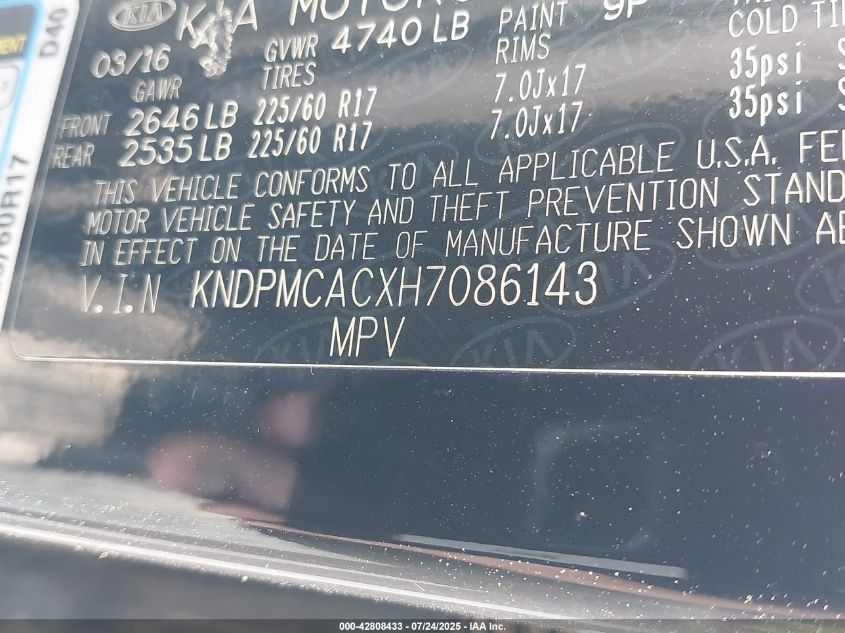 KIA KIA MOTO
03/16 GVWR 4740 LB PAINT 9P
GAWR TIRES RIMS COLD TI
FRONT 2646 LB 225/60 R17 7.0Jx17 35psi
REAR 2535 LB 225/60 R17 7.0Jx17 35psi
THIS VEHICLE CONFORMS TO ALL APPLICABLE U.S.A. FE
MOTOR VEHICLE SAFETY AND THEFT PREVENTION STAND
IN EFFECT ON THE DATE OF MANUFACTURE SHOWN AB
V.I.N KNDPMCACXH7086143
MPV
D40
/60R17
000-42808433 - 07/24/2025 - IAA Inc.